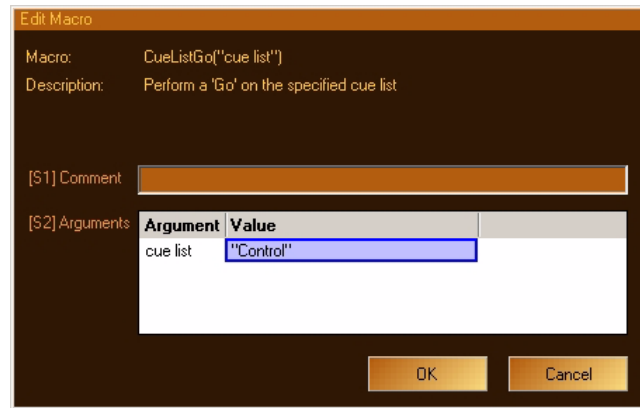 Edit Macro
Macro: CueListGo("cue list")
Description: Perform a 'Go' on the specified cue list
[S1] Comment
[S2] Arguments Argument Value
cue list "Control"
OK Cancel